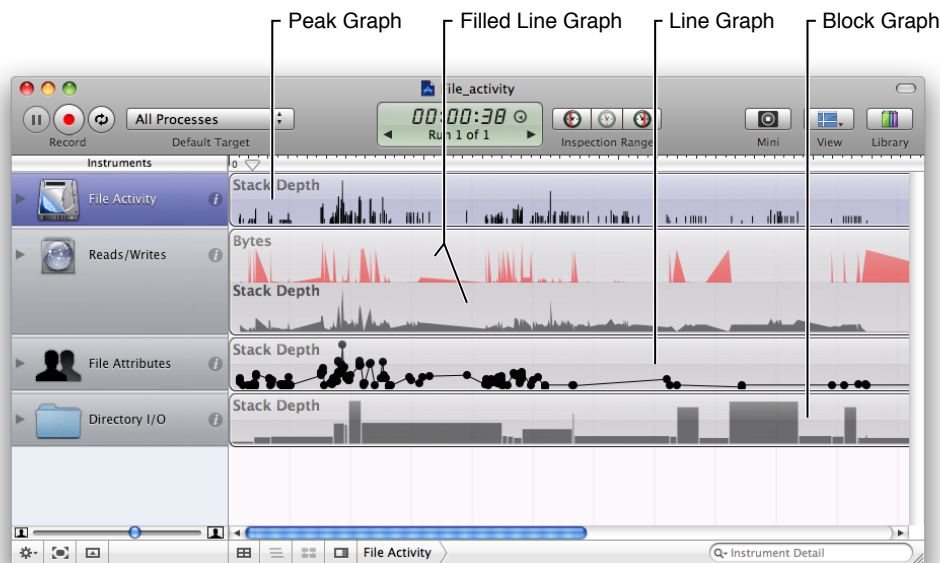 Peak Graph
Filled Line Graph
Line Graph
Block Graph
File_activity
All Processes
00:00:38
Run 1 of 1
Record
Default Target
Inspection Range
Mini
View
Library
Instruments
0
File Activity
Stack Depth
Reads/Writes
Bytes
Stack Depth
File Attributes
Stack Depth
Directory I/O
Stack Depth
File Activity
Instrument Detail